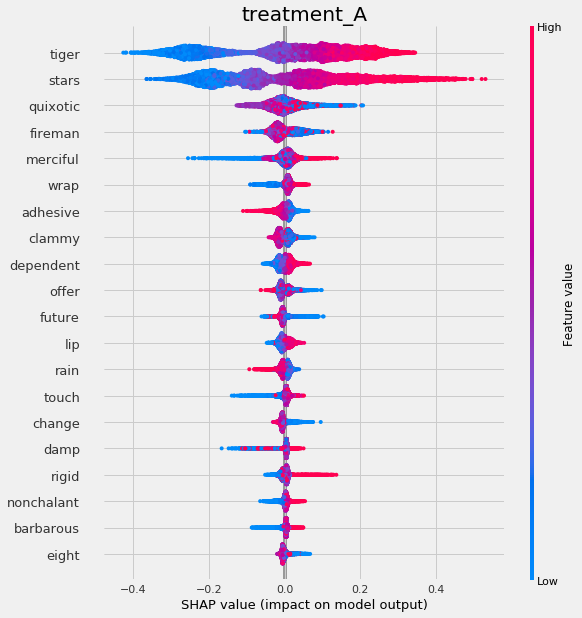 treatment_A
High
tiger
stars
quixotic
fireman
merciful
wrap
adhesive
clammy
dependent
offer
future
lip
rain
touch
change
damp
rigid
nonchalant
barbarous
eight
Feature value
Low
−0.4 −0.2 0.0 0.2 0.4
SHAP value (impact on model output)